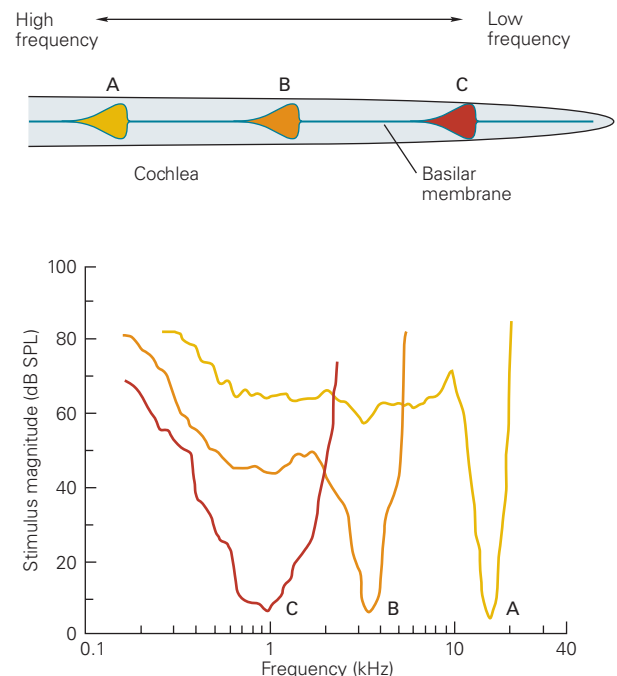 High
frequency
Low
frequency
A
B
C
Cochlea
Basilar
membrane
100
80
60
40
20
0
Stimulus magnitude (dB SPL)
C
B
A
0.1
1
10
40
Frequency (kHz)